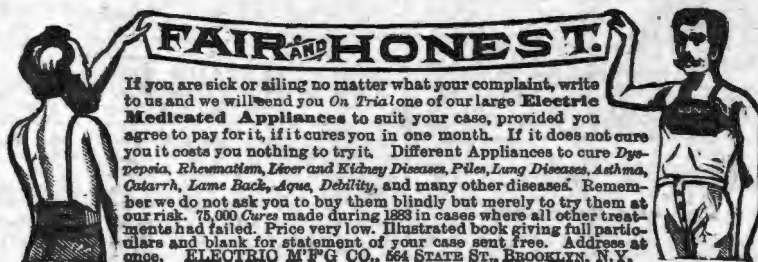 FAIR AND HONEST.
If you are sick or ailing no matter what your complaint, write
to us and we will send you On Trial one of our large Electric
Medicated Appliances to suit your case, provided you
agree to pay for it, if it cures you in one month. If it does not cure
you it costs you nothing to try it. Different Appliances to cure Dys-
pepsia, Rheumatism, Liver and Kidney Diseases, Piles, Lung Diseases, Asthma,
Catarrh, Lame Back, Ague, Debility, and many other diseases. Remem-
ber we do not ask you to buy them blindly but merely to try them at
our risk. 75,000 Cures made during 1883 in cases where all other treat-
ments had failed. Price very low. Illustrated book giving full partic-
ulars and blank for statement of your case sent free. Address at
once. ELECTRIC M'F'G CO., 564 STATE ST., BROOKLYN, N.Y.